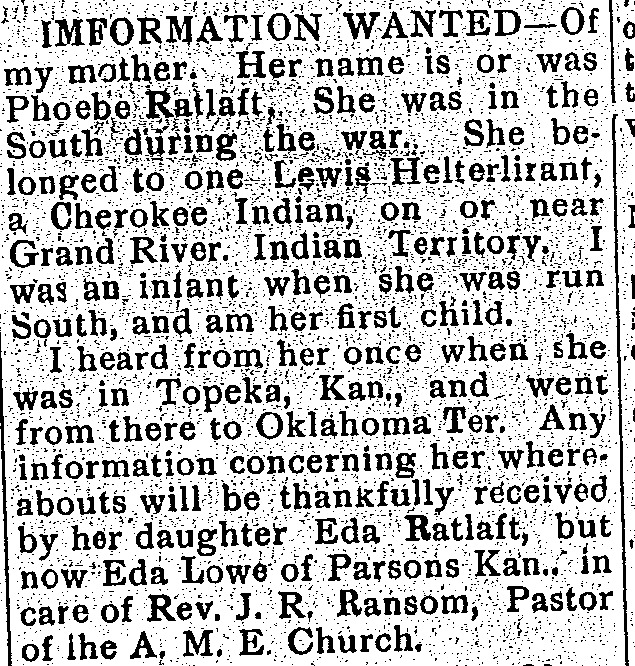 IMFORMATION WANTED—Of
my mother. Her name is or was
Phoebe Ratlaft. She was in the
South during the war. She be-
longed to one Lewis Helterlirant,
a Cherokee Indian, on or near
Grand River. Indian Territory. I
was an infant when she was run
South, and am her first child.
I heard from her once when she
was in Topeka, Kan., and went
from there to Oklahoma Ter. Any
information concerning her where-
abouts will be thankfully received
by her daughter Eda Ratlaft, but
now Eda Lowe of Parsons Kan., in
care of Rev. J. R. Ransom, Pastor
of the A. M. E. Church.